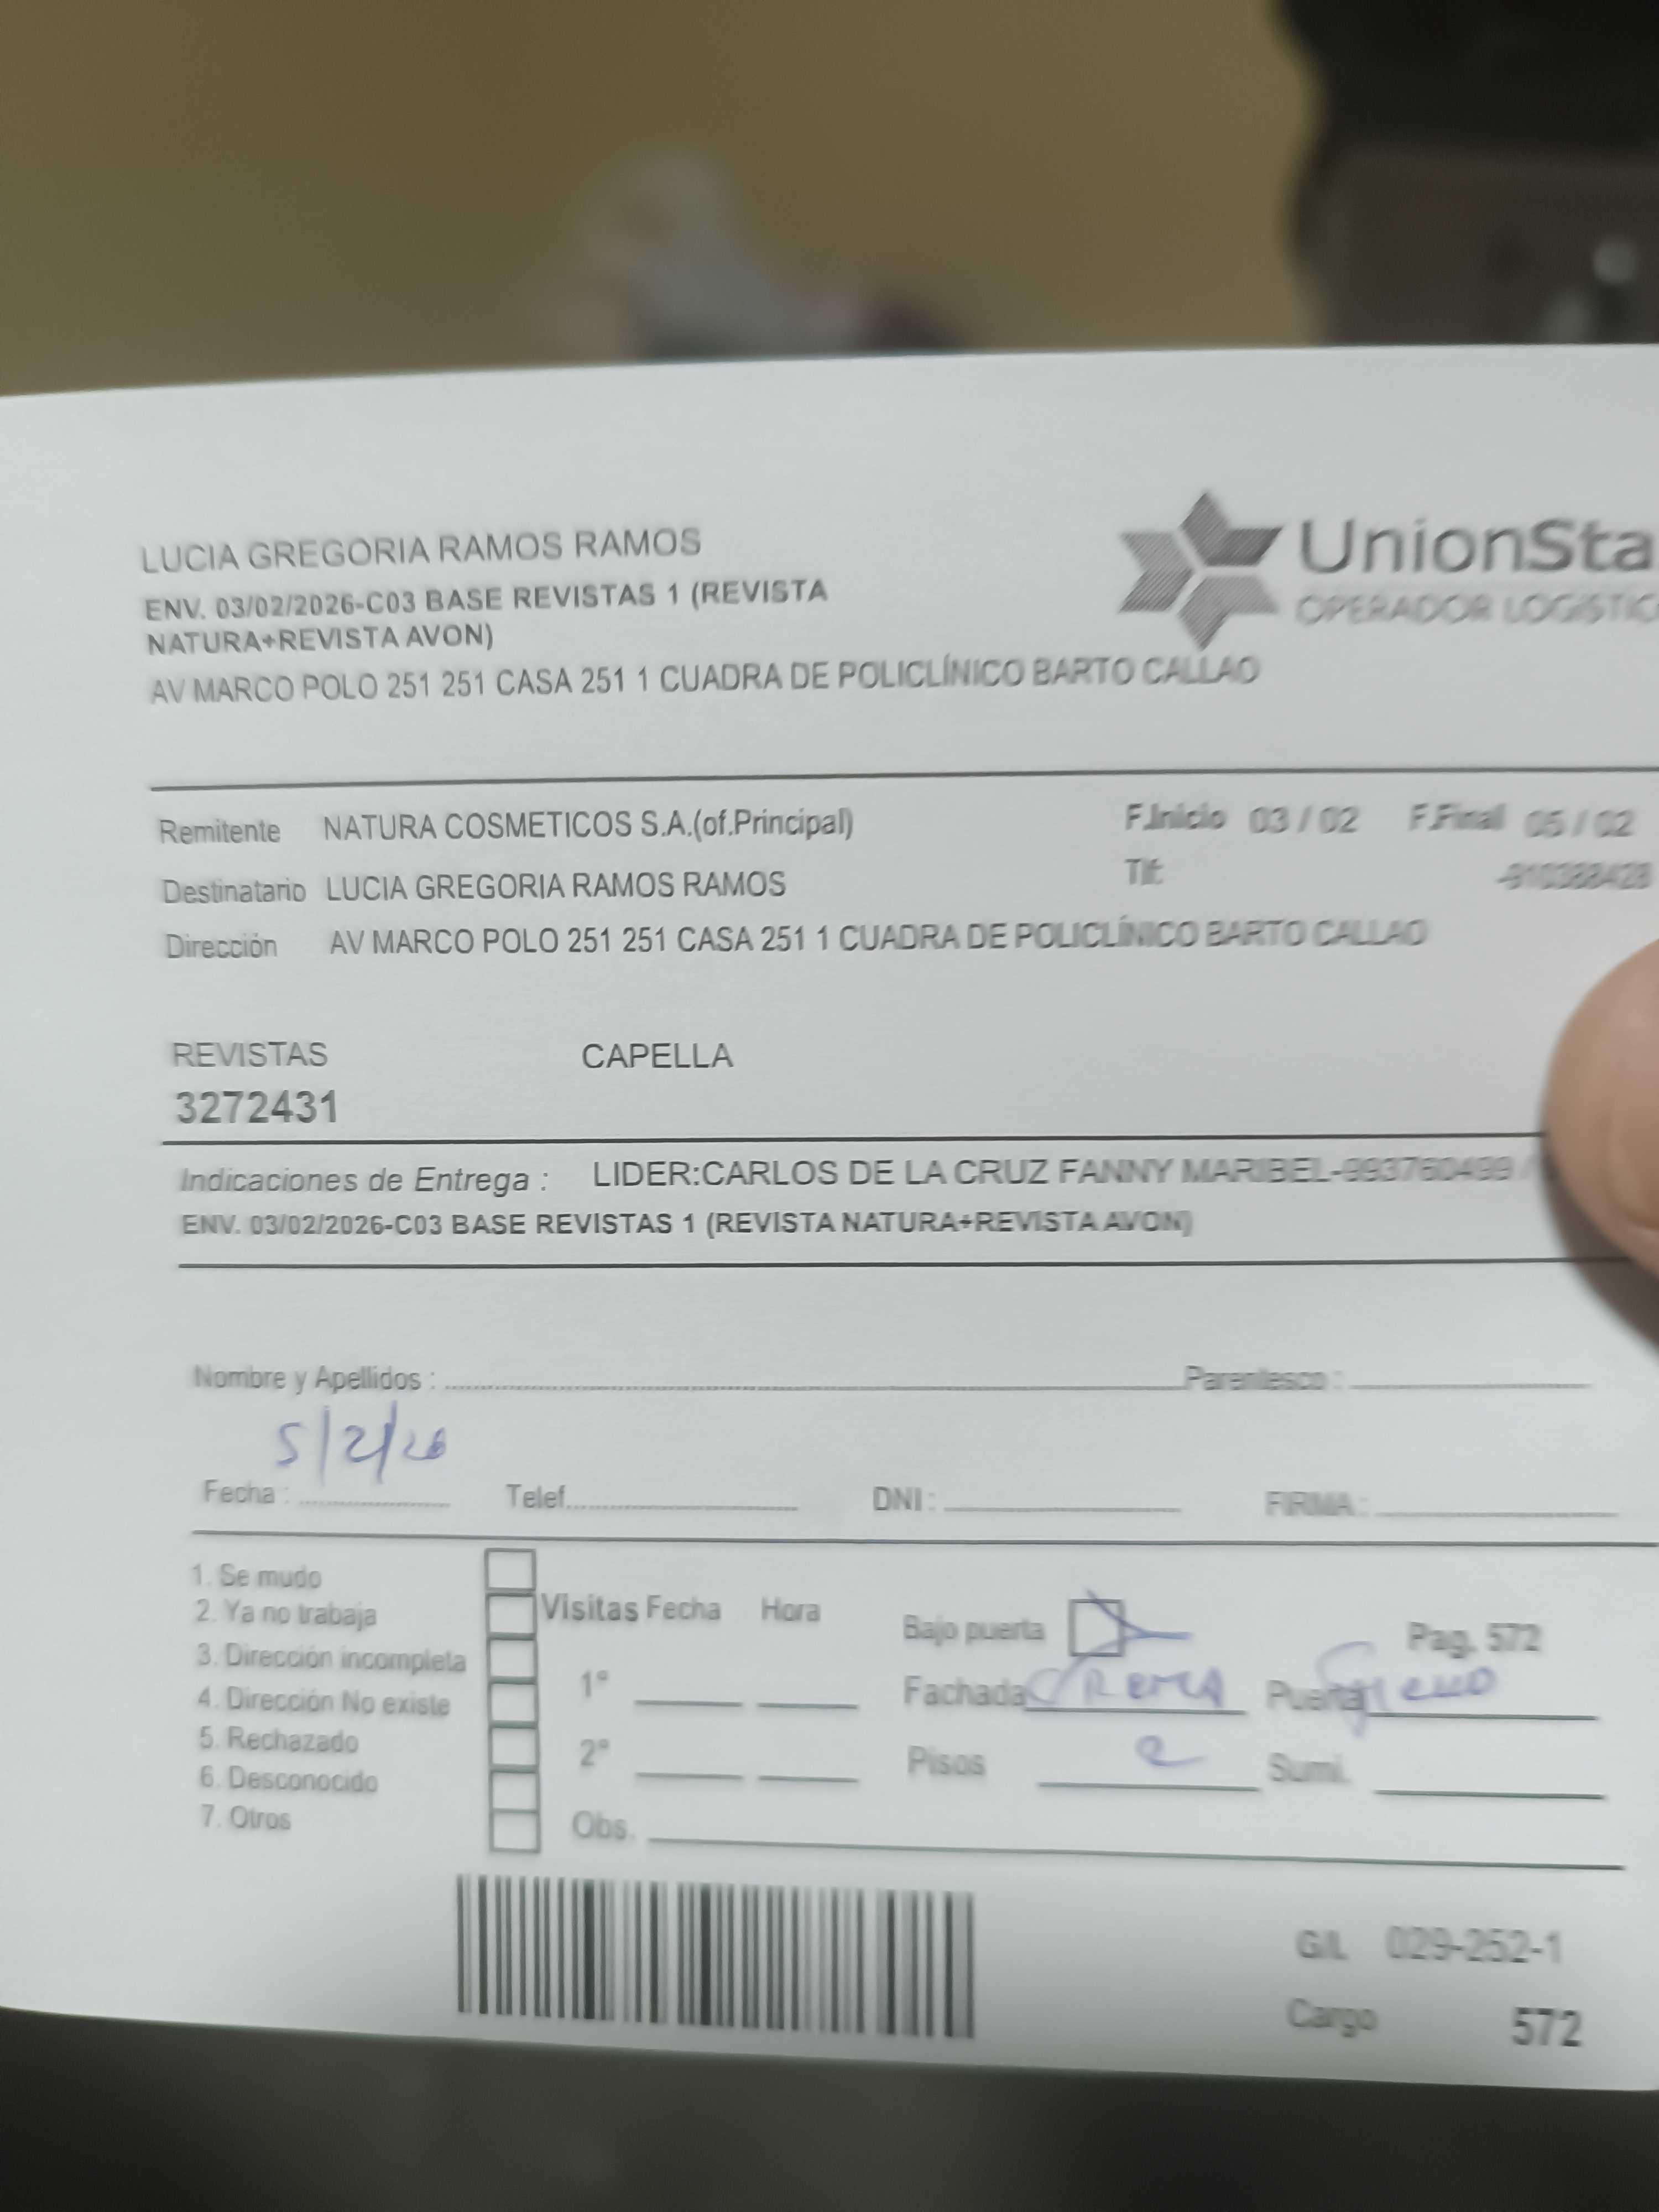 LUCIA GREGORIA RAMOS RAMOS
ENV. 03/02/2026-C03 BASE REVISTAS 1 (REVISTA
NATURA+REVISTA AVON)
AV MARCO POLO 251 251 CASA 251 1 CUADRA DE POLICLÍNICO BARTO CALLAO
UnionSta
OPERADOR LOGISTIC
Remitente NATURA COSMETICOS S.A.(of.Principal) F.Inicio 03 / 02 F.Final 05 / 02
Destinatario LUCIA GREGORIA RAMOS RAMOS Tlf:
Dirección AV MARCO POLO 251 251 CASA 251 1 CUADRA DE POLICLÍNICO BARTO CALLAO
REVISTAS CAPELLA
3272431
Indicaciones de Entrega : LIDER:CARLOS DE LA CRUZ FANNY MARIBEL-993760499 /
ENV. 03/02/2026-C03 BASE REVISTAS 1 (REVISTA NATURA+REVISTA AVON)
Nombre y Apellidos : Parentesco :
5/2/26
Fecha : Telef. DNI : FIRMA :
1. Se mudo
2. Ya no trabaja
3. Dirección incompleta
4. Dirección No existe
5. Rechazado
6. Desconocido
7. Otros
Visitas Fecha Hora
1°
2°
Obs.
Bajo puerta Pag. 572
Fachada CREMA Puerta
Pisos 2 Sumi.
G/L 029-252-1
Cargo 572